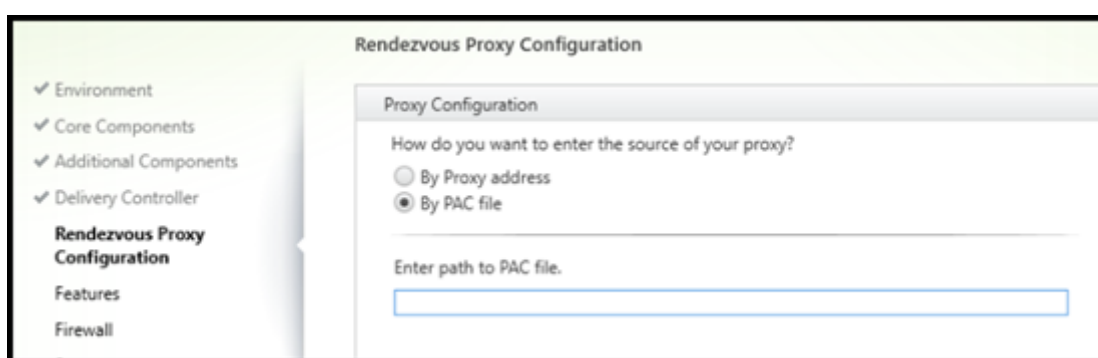 Rendezvous Proxy Configuration
Environment
Core Components
Additional Components
Delivery Controller
Rendezvous Proxy
Configuration
Features
Firewall
Proxy Configuration
How do you want to enter the source of your proxy?
By Proxy address
By PAC file
Enter path to PAC file.